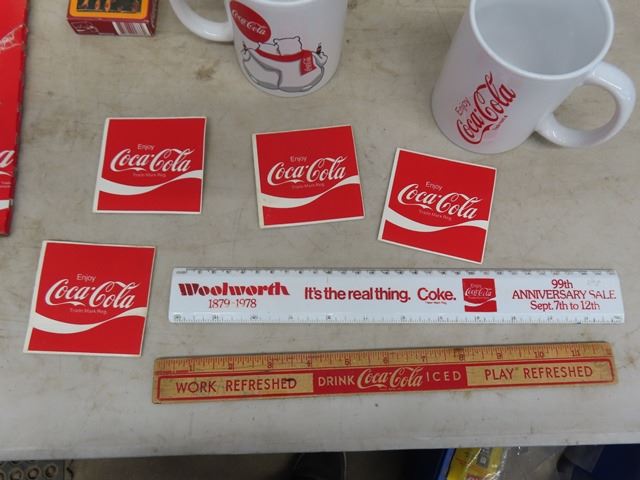 Coca-Cola
Coca-Cola
Enjoy
Coca-Cola
Enjoy
Coca-Cola
Trade Mark Reg.
Enjoy
Coca-Cola
Trade Mark Reg.
Enjoy
Coca-Cola
Trade Mark Reg.
Enjoy
Coca-Cola
Trade Mark Reg.
Woolworth
1879-1978
It's the real thing. Coke.
99th
ANNIVERSARY SALE
Sept. 7th to 12th
WORK REFRESHED DRINK Coca-Cola ICED PLAY REFRESHED